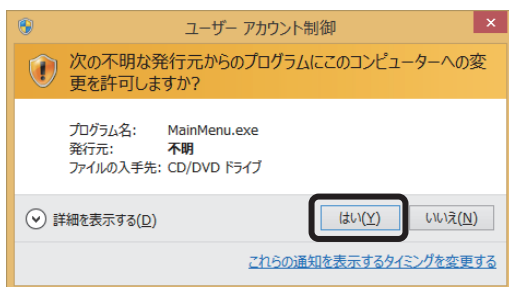 ユーザー アカウント制御
次の不明な発行元からのプログラムにこのコンピューターへの変
更を許可しますか?
プログラム名: MainMenu.exe
発行元: 不明
ファイルの入手先: CD/DVD ドライブ
詳細を表示する(D) はい(Y) いいえ(N)
これらの通知を表示するタイミングを変更する